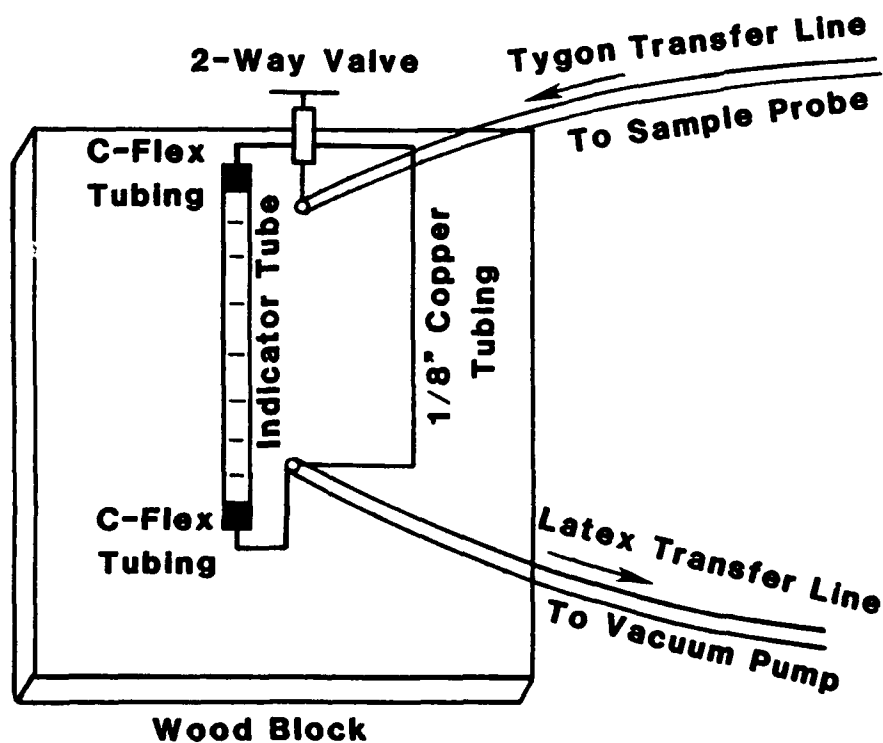 2-Way Valve
Tygon Transfer Line
To Sample Probe
C-Flex
Tubing
Indicator Tube
1/8" Copper
Tubing
C-Flex
Tubing
Latex Transfer Line
To Vacuum Pump
Wood Block